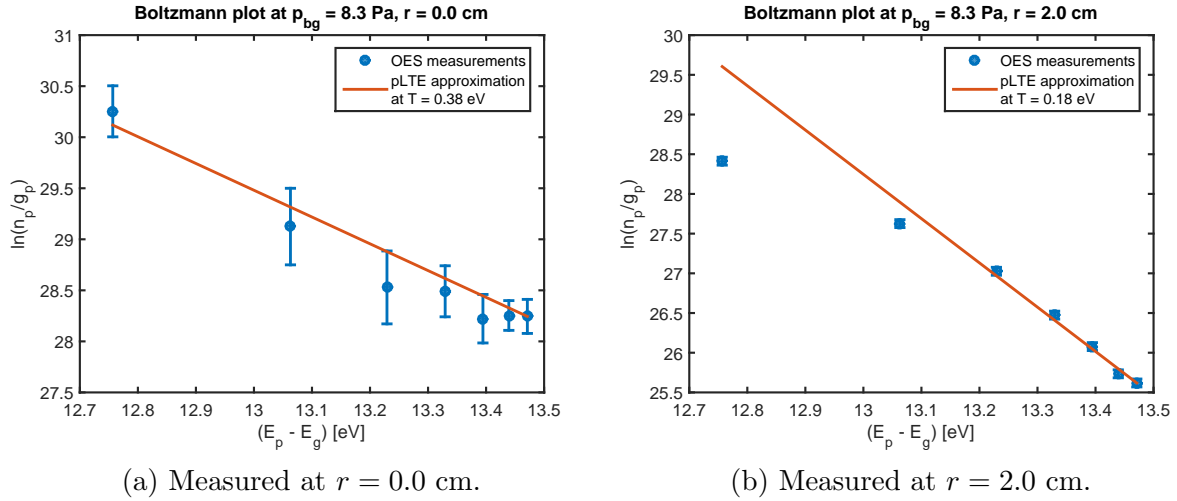 Boltzmann plot at p_bg = 8.3 Pa, r = 0.0 cm
31
30.5
30
29.5
29
28.5
28
27.5
ln(n_p/g_p)
OES measurements
pLTE approximation
at T = 0.38 eV
12.7 12.8 12.9 13 13.1 13.2 13.3 13.4 13.5
(E_p - E_g) [eV]
(a) Measured at r = 0.0 cm.
Boltzmann plot at p_bg = 8.3 Pa, r = 2.0 cm
30
29.5
29
28.5
28
27.5
27
26.5
26
25.5
ln(n_p/g_p)
OES measurements
pLTE approximation
at T = 0.18 eV
12.7 12.8 12.9 13 13.1 13.2 13.3 13.4 13.5
(E_p - E_g) [eV]
(b) Measured at r = 2.0 cm.